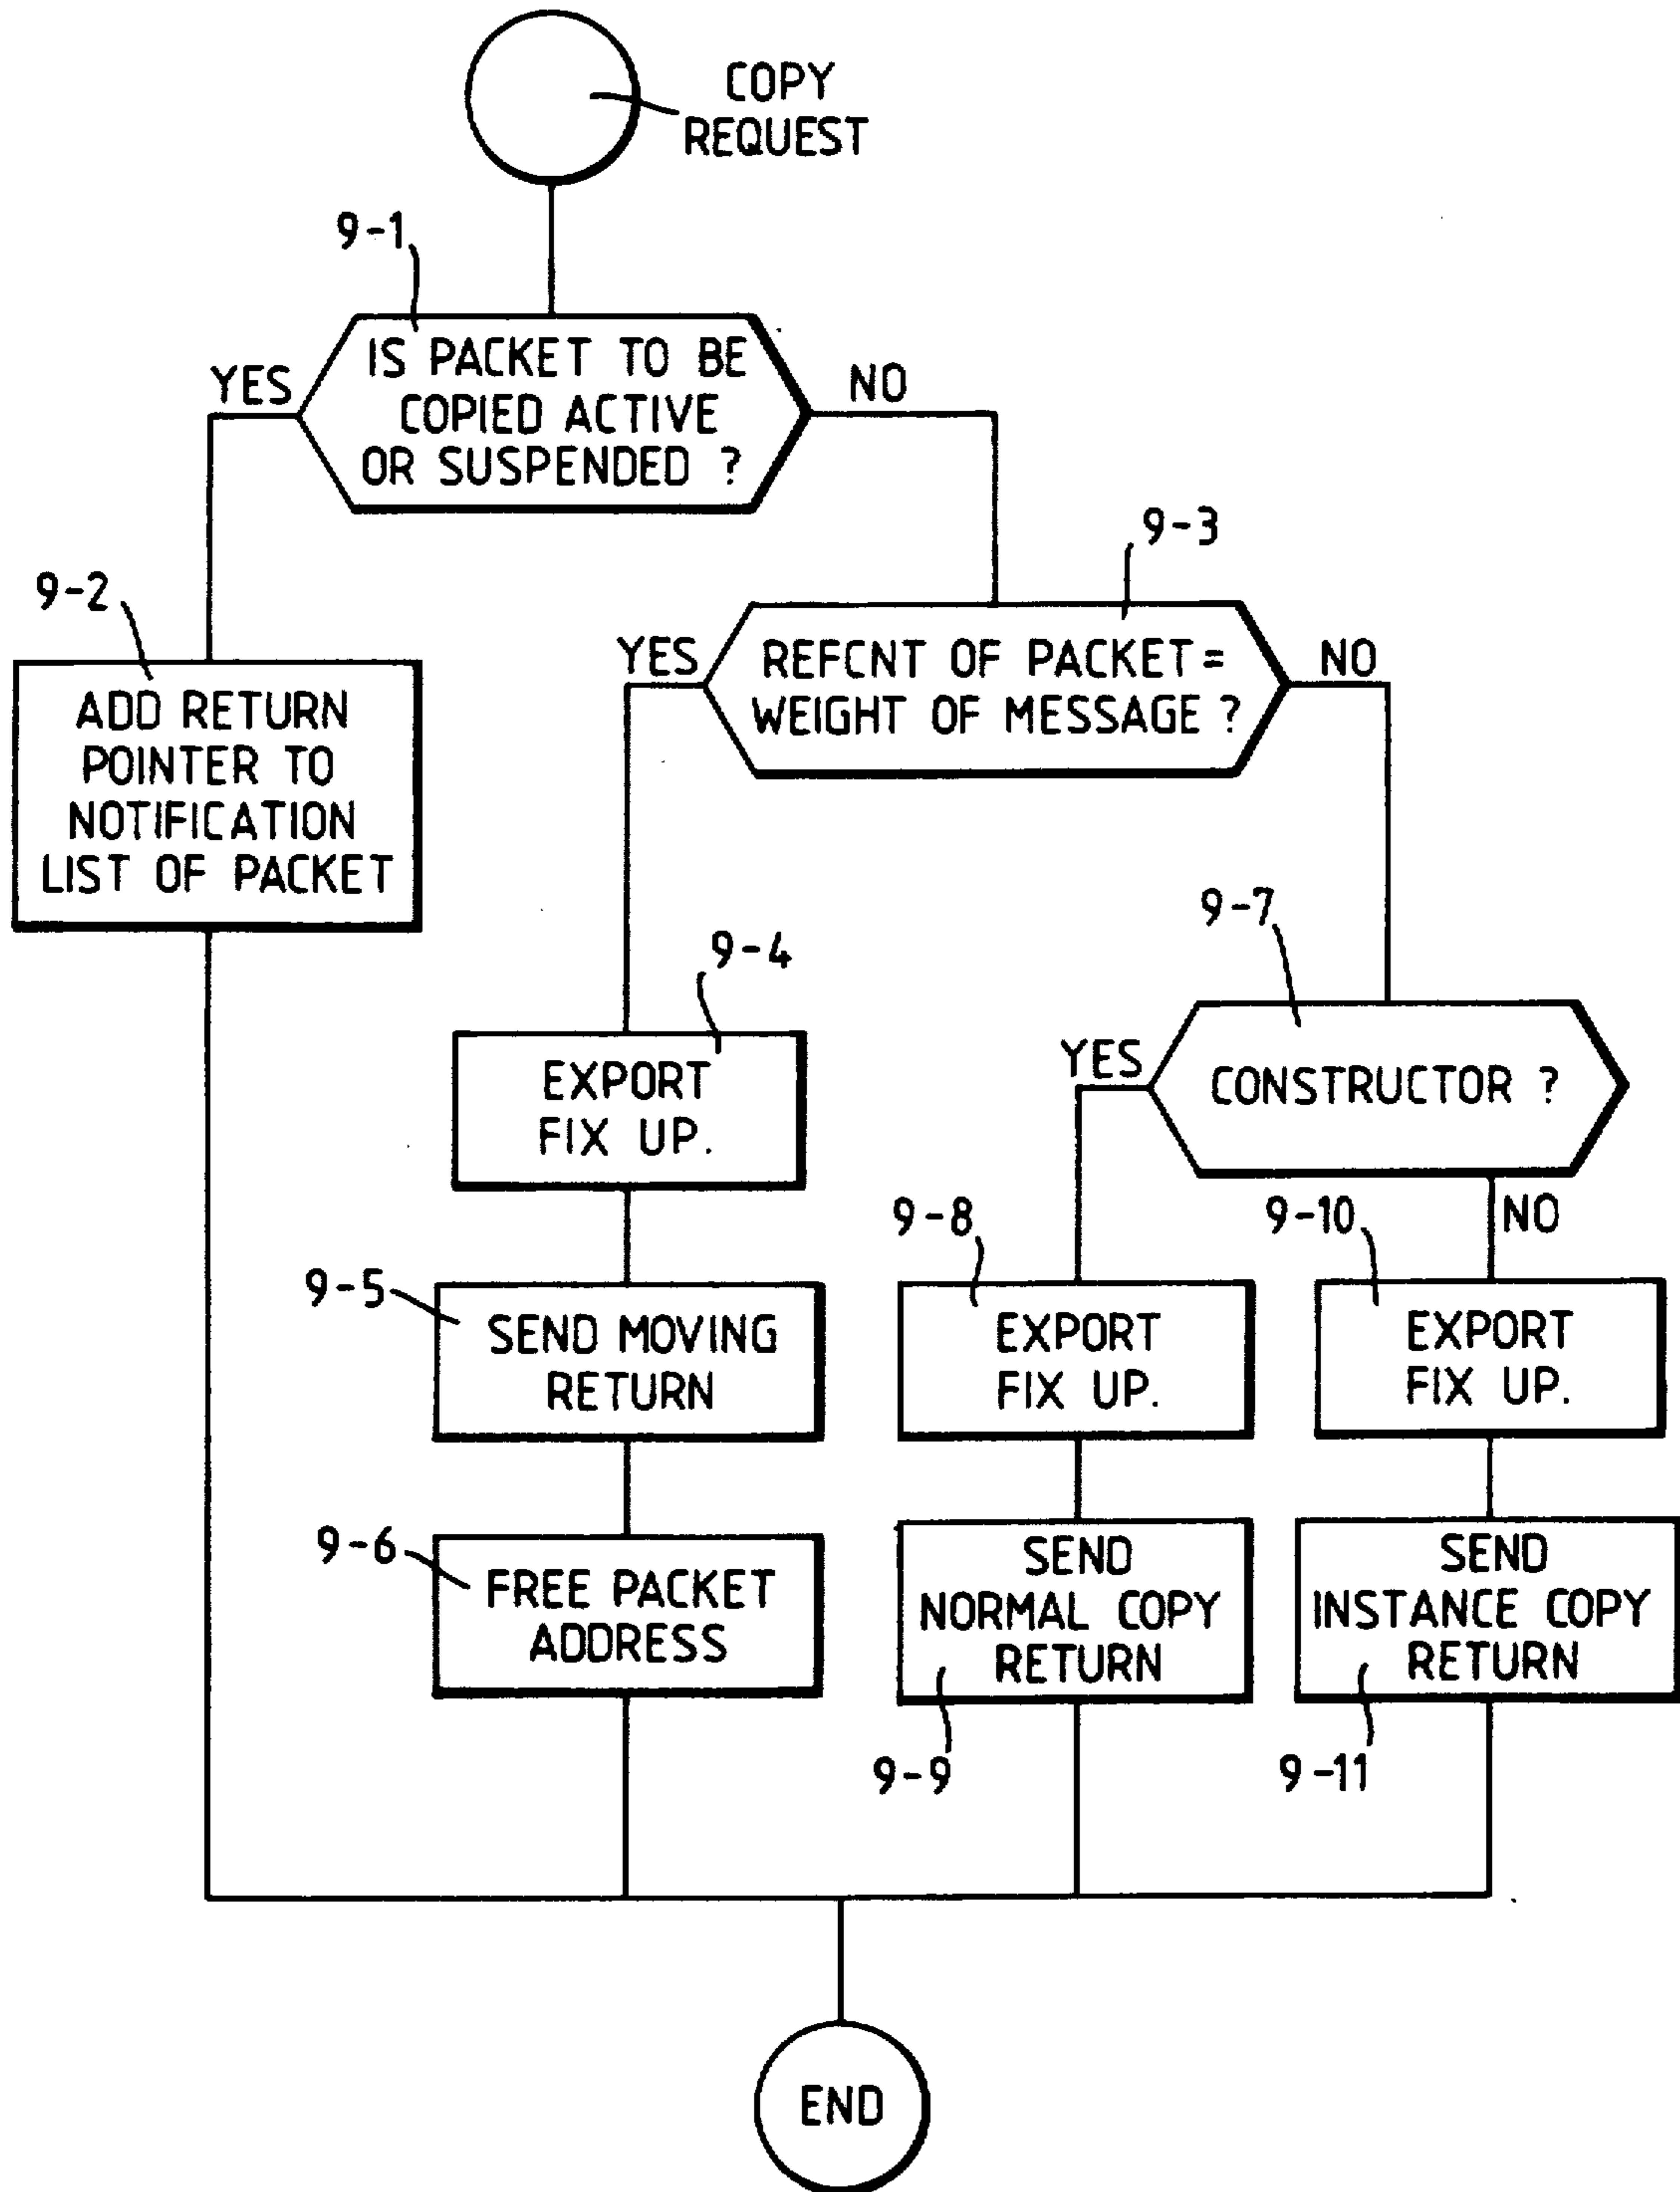 COPY
REQUEST
9-1
IS PACKET TO BE
COPIED ACTIVE
OR SUSPENDED ?
YES
NO
9-2
ADD RETURN
POINTER TO
NOTIFICATION
LIST OF PACKET
9-3
REFCNT OF PACKET =
WEIGHT OF MESSAGE ?
YES
NO
9-4
EXPORT
FIX UP.
9-5
SEND MOVING
RETURN
9-6
FREE PACKET
ADDRESS
9-7
CONSTRUCTOR ?
YES
NO
9-8
EXPORT
FIX UP.
9-9
SEND
NORMAL COPY
RETURN
9-10
EXPORT
FIX UP.
9-11
SEND
INSTANCE COPY
RETURN
END